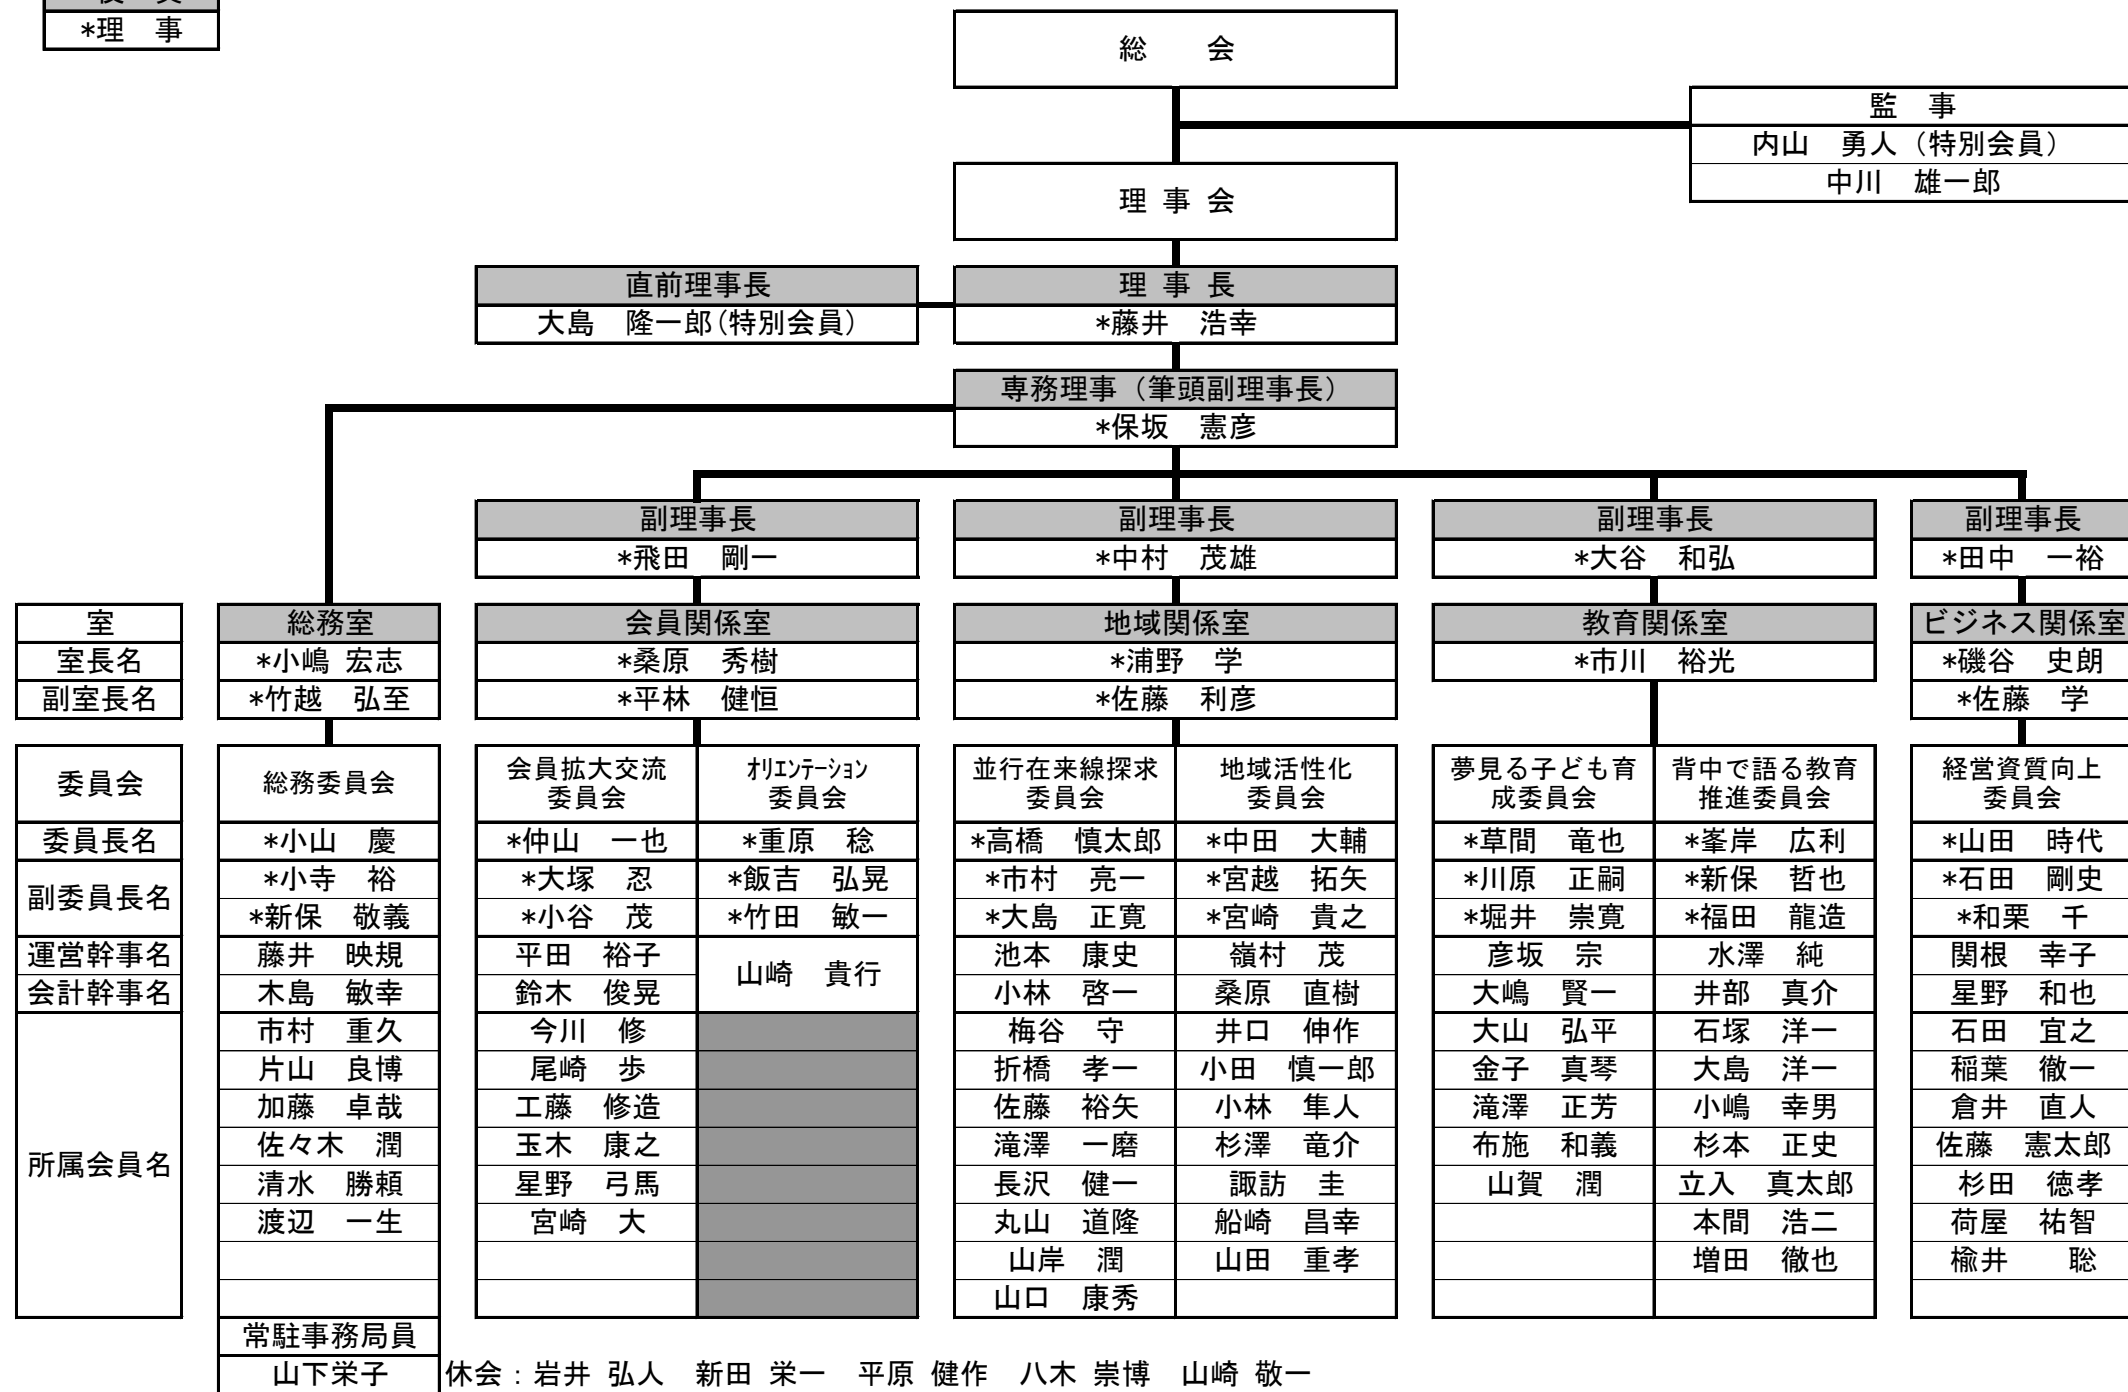 *理　事
総　　会
監　事
内山　勇人（特別会員）
中川　雄一郎
理 事 会
直前理事長　理 事 長
大島　隆一郎(特別会員)　*藤井　浩幸
専務理事（筆頭副理事長）
*保坂　憲彦
副理事長　副理事長　副理事長　副理事長
*飛田　剛一　*中村　茂雄　*大谷　和弘　*田中　一裕
室　総務室　会員関係室　地域関係室　教育関係室　ビジネス関係室
室長名　*小嶋 宏志　*桑原　秀樹　*浦野　学　*市川　裕光　*磯谷　史朗
副室長名　*竹越　弘至　*平林　健恒　*佐藤　利彦　*佐藤　学
委員会　総務委員会　会員拡大交流委員会　ｵﾘｴﾝﾃｰｼｮﾝ委員会　並行在来線探求委員会　地域活性化委員会　夢見る子ども育成委員会　背中で語る教育推進委員会　経営資質向上委員会
委員長名　*小山　慶　*仲山　一也　*重原　稔　*高橋　慎太郎　*中田　大輔　*草間　竜也　*峯岸　広利　*山田　時代
副委員長名　*小寺　裕　*大塚　忍　*飯吉　弘晃　*市村　亮一　*宮越　拓矢　*川原　正嗣　*新保　哲也　*石田　剛史
*新保　敬義　*小谷　茂　*竹田　敏一　*大島　正寛　*宮崎　貴之　*堀井　崇寛　*福田　龍造　*和栗　千
運営幹事名　藤井　映規　平田　裕子　山崎　貴行　池本　康史　嶺村　茂　彦坂　宗　水澤　純　関根　幸子
会計幹事名　木島　敏幸　鈴木　俊晃　小林　啓一　桑原　直樹　大嶋　賢一　井部　真介　星野　和也
所属会員名　市村　重久　今川　修　梅谷　守　井口　伸作　大山　弘平　石塚　洋一　石田　宜之
片山　良博　尾崎　歩　折橋　孝一　小田　慎一郎　金子　真琴　大島　洋一　稲葉　徹一
加藤　卓哉　工藤　修造　佐藤　裕矢　小林　隼人　滝澤　正芳　小嶋　幸男　倉井　直人
佐々木　潤　玉木　康之　滝澤　一磨　杉澤　竜介　布施　和義　杉本　正史　佐藤　憲太郎
清水　勝頼　星野　弓馬　長沢　健一　諏訪　圭　山賀　潤　立入　真太郎　杉田　徳孝
渡辺　一生　宮崎　大　丸山　道隆　船崎　昌幸　本間　浩二　荷屋　祐智
山岸　潤　山田　重孝　増田　徹也　楡井　聡
山口　康秀
常駐事務局員
山下栄子　休会：岩井 弘人　新田 栄一　平原 健作　八木 崇博　山崎 敬一